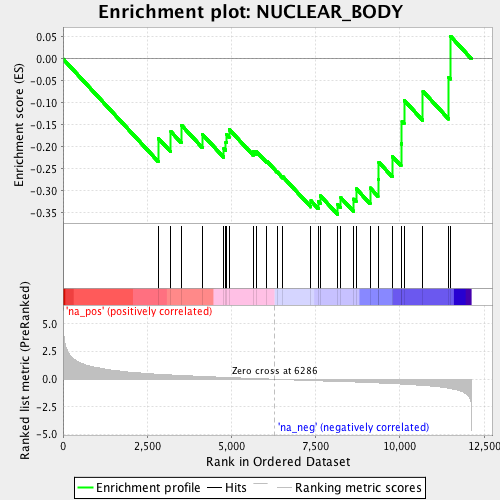 Enrichment plot: NUCLEAR_BODY
Enrichment score (ES)
0.05
0.00
-0.05
-0.10
-0.15
-0.20
-0.25
-0.30
-0.35
'na_pos' (positively correlated)
Ranked list metric (PreRanked)
5.0
2.5
0.0
-2.5
-5.0
Zero cross at 6286
'na_neg' (negatively correlated)
0 2,500 5,000 7,500 10,000 12,500
Rank in Ordered Dataset
Enrichment profile Hits Ranking metric scores